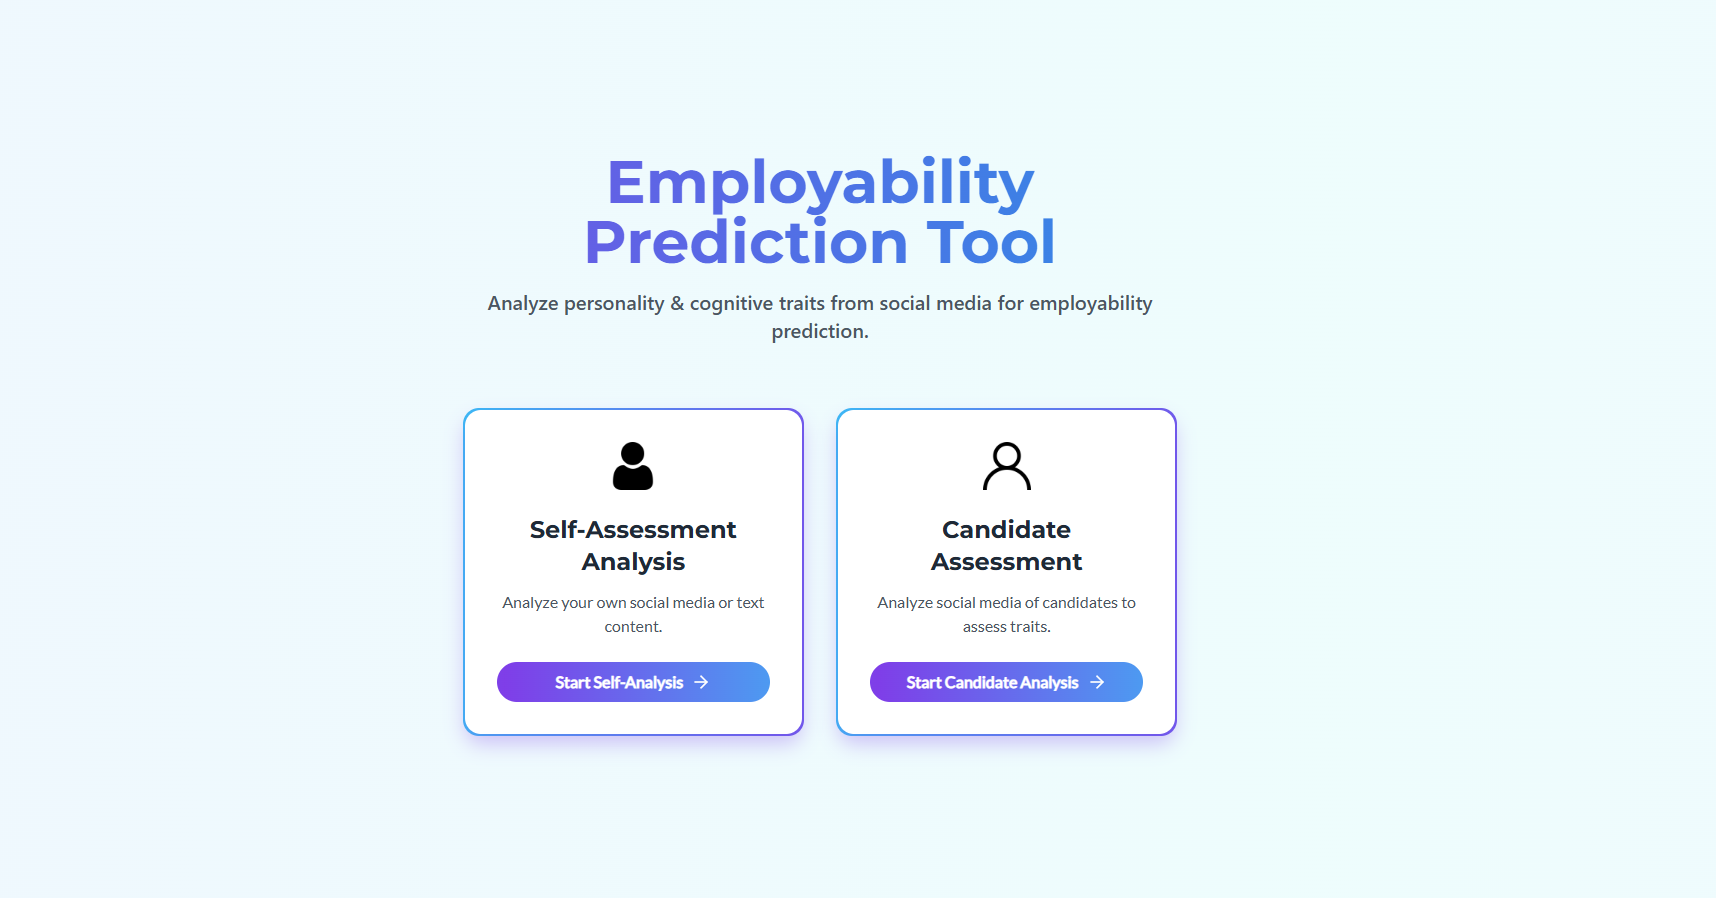 Employability
Prediction Tool
Analyze personality & cognitive traits from social media for employability
prediction.
Self-Assessment
Analysis
Analyze your own social media or text
content.
Start Self-Analysis →
Candidate
Assessment
Analyze social media of candidates to
assess traits.
Start Candidate Analysis →